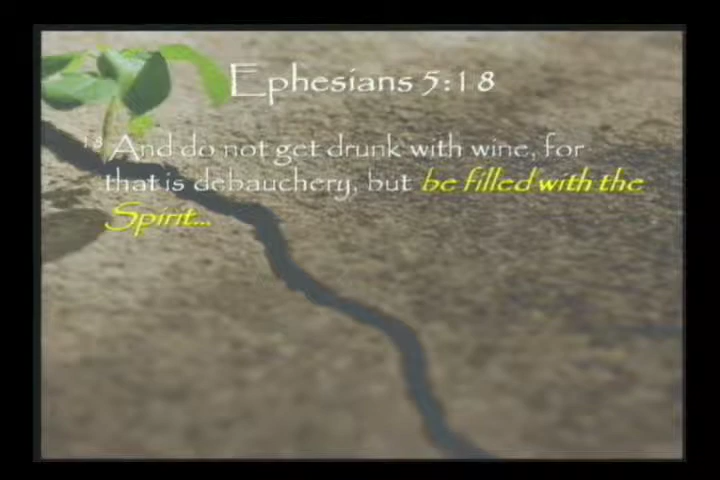 Ephesians 5:18
18 And do not get drunk with wine, for
that is debauchery, but be filled with the
Spirit...